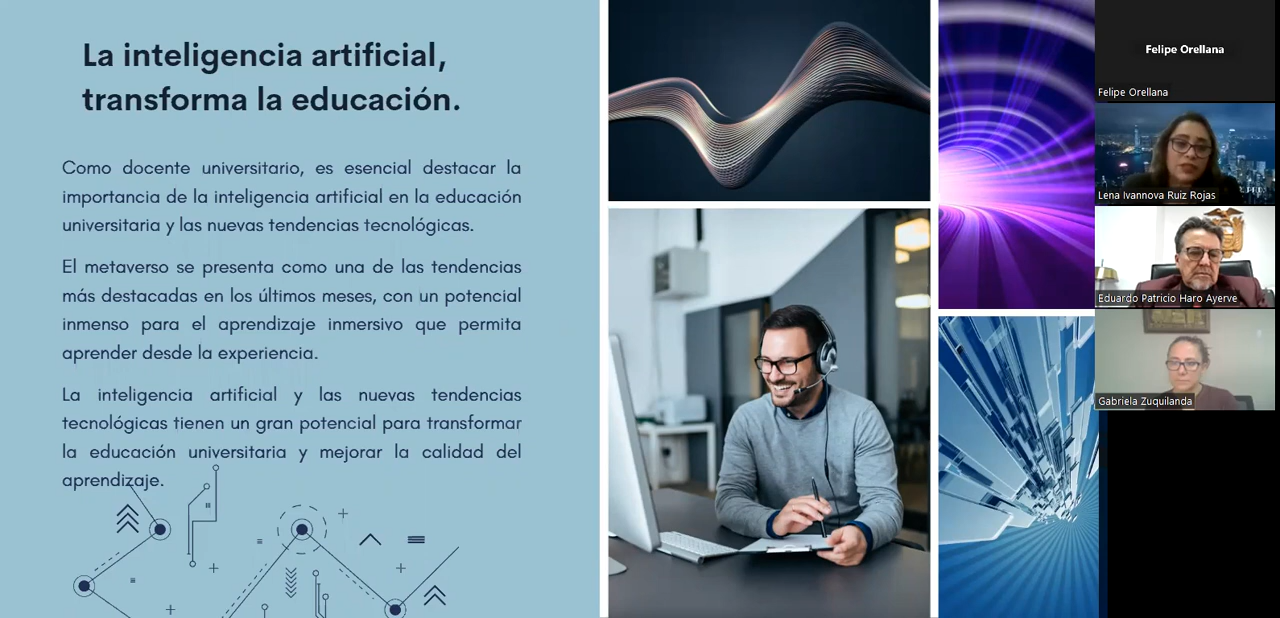 La inteligencia artificial,
transforma la educación.
Como docente universitario, es esencial destacar la
importancia de la inteligencia artificial en la educación
universitaria y las nuevas tendencias tecnológicas.
El metaverso se presenta como una de las tendencias
más destacadas en los últimos meses, con un potencial
inmenso para el aprendizaje inmersivo que permita
aprender desde la experiencia.
La inteligencia artificial y las nuevas tendencias
tecnológicas tienen un gran potencial para transformar
la educación universitaria y mejorar la calidad del
aprendizaje.
Felipe Orellana
Felipe Orellana
Lena Ivannova Ruiz Rojas
Eduardo Patricio Haro Ayerve
Gabriela Zuquilanda